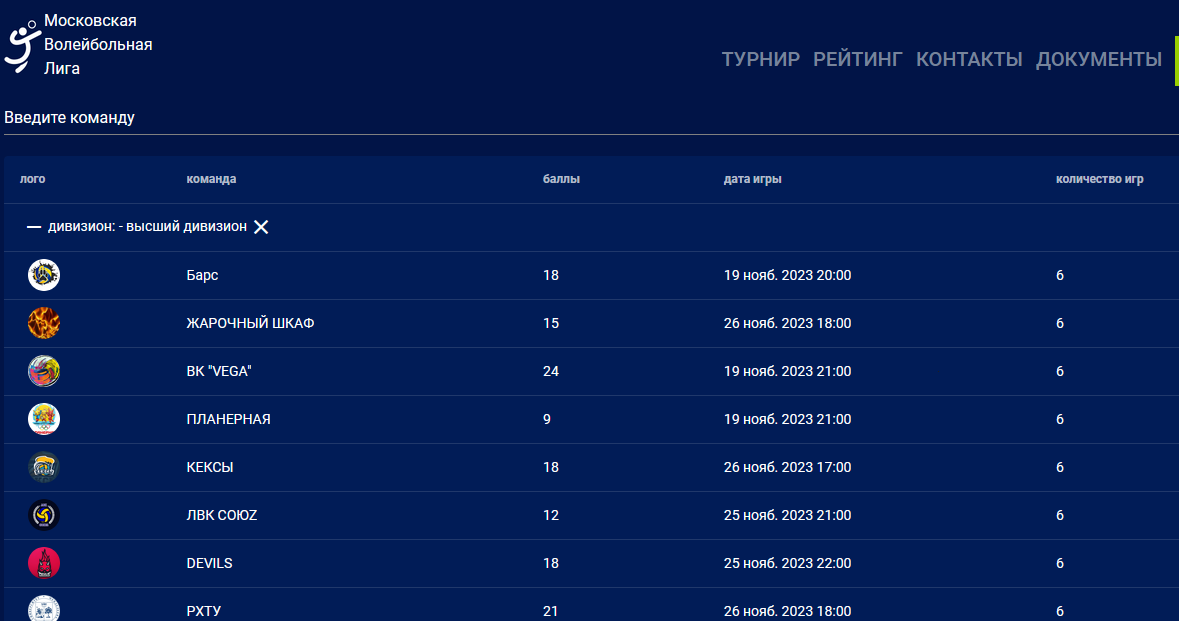 Московская
Волейбольная
Лига
ТУРНИР РЕЙТИНГ КОНТАКТЫ ДОКУМЕНТЫ
Введите команду
лого команда баллы дата игры количество игр
— дивизион: - высший дивизион ✕
Барс 18 19 нояб. 2023 20:00 6
ЖАРОЧНЫЙ ШКАФ 15 26 нояб. 2023 18:00 6
ВК "VEGA" 24 19 нояб. 2023 21:00 6
ПЛАНЕРНАЯ 9 19 нояб. 2023 21:00 6
КЕКСЫ 18 26 нояб. 2023 17:00 6
ЛВК СОЮZ 12 25 нояб. 2023 21:00 6
DEVILS 18 25 нояб. 2023 22:00 6
РХТУ 21 26 нояб. 2023 18:00 6